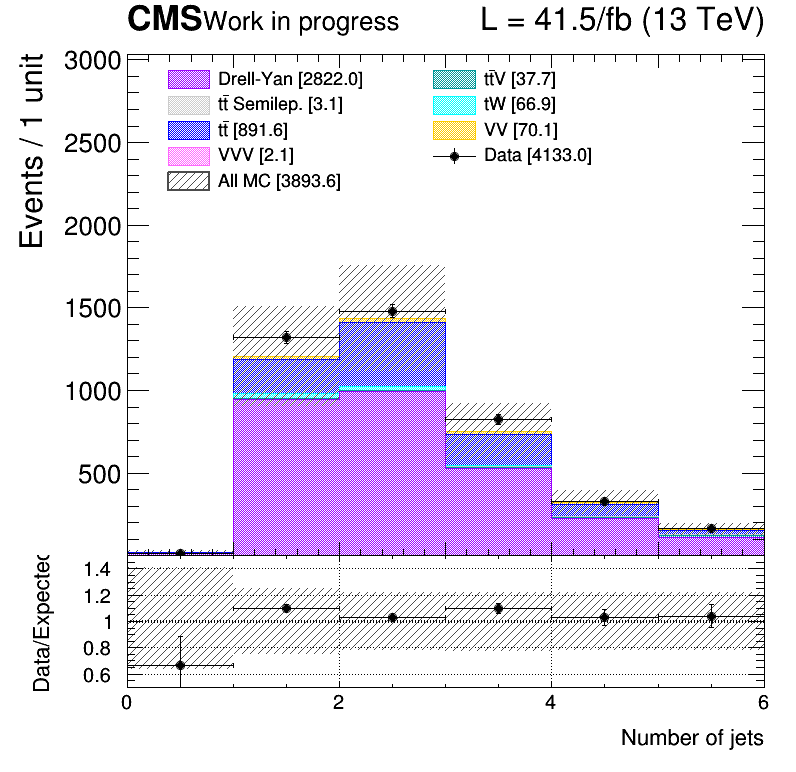 CMS Work in progress L = 41.5/fb (13 TeV)
Events / 1 unit
3000
2500
2000
1500
1000
500
Drell-Yan [2822.0]
tt̄ Semilep. [3.1]
tt̄ [891.6]
VVV [2.1]
All MC [3893.6]
tt̄V [37.7]
tW [66.9]
VV [70.1]
Data [4133.0]
Data/Expected
1.4
1.2
1
0.8
0.6
0 2 4 6
Number of jets